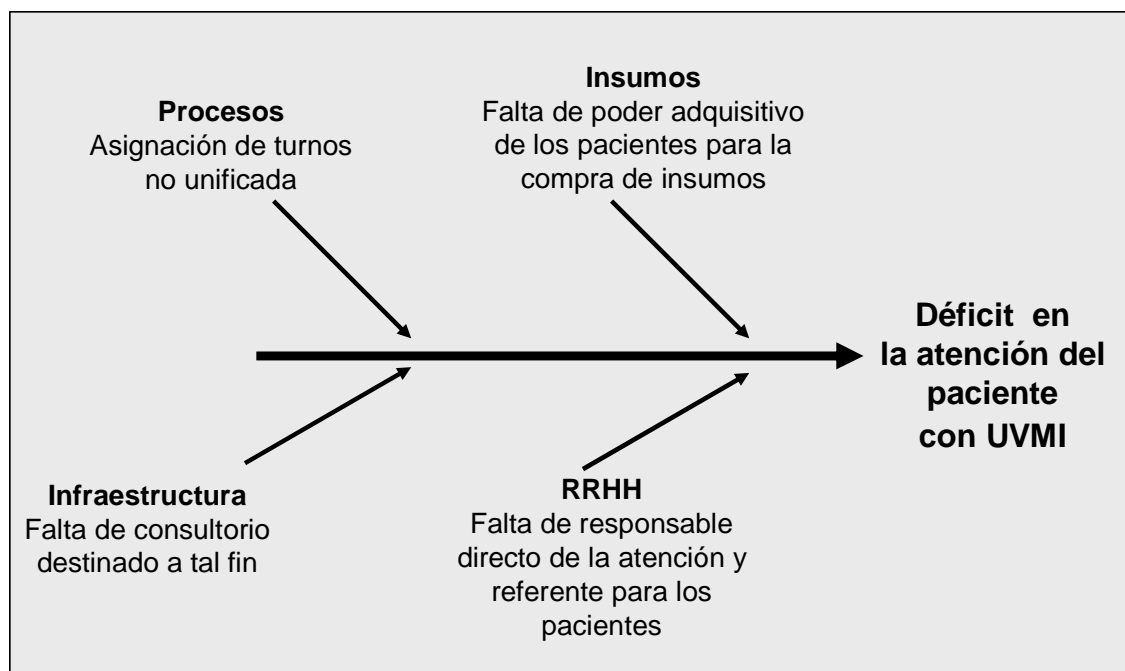 Procesos
Asignación de turnos
no unificada
Insumos
Falta de poder adquisitivo
de los pacientes para la
compra de insumos
Déficit en
la atención del
paciente
con UVMI
Infraestructura
Falta de consultorio
destinado a tal fin
RRHH
Falta de responsable
directo de la atención y
referente para los
pacientes